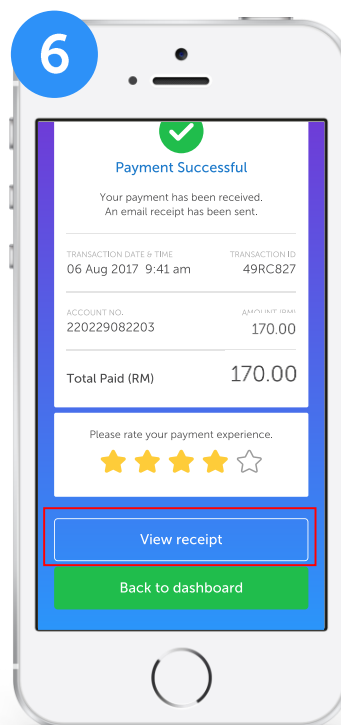 6
Payment Successful
Your payment has been received.
An email receipt has been sent.
TRANSACTION DATE & TIME TRANSACTION ID
06 Aug 2017 9:41 am 49RC827
ACCOUNT NO. AMOUNT (RM)
220229082203 170.00
Total Paid (RM) 170.00
Please rate your payment experience.
View receipt
Back to dashboard